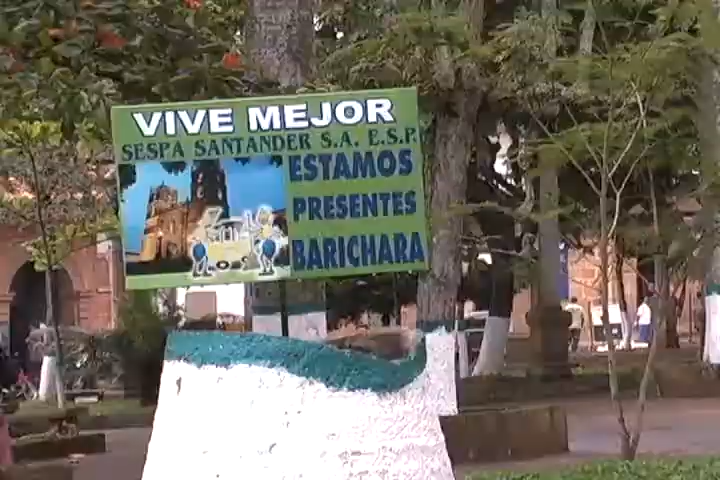 VIVE MEJOR
SESPA SANTANDER S.A. E.S.P.
ESTAMOS
PRESENTES
BARICHARA